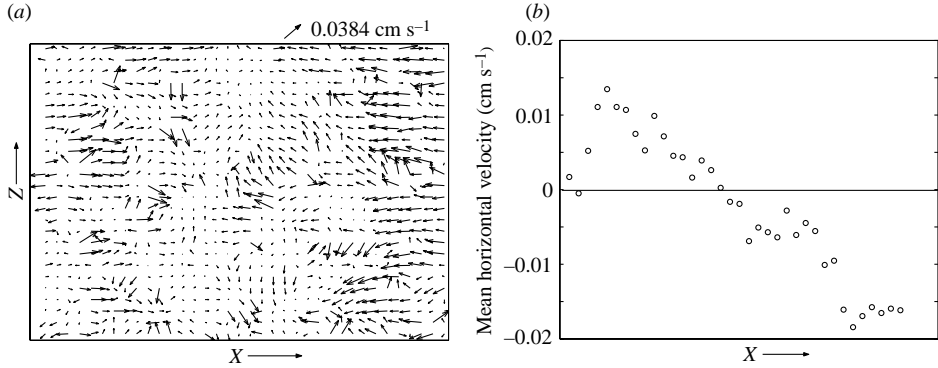 (a)
0.0384 cm s⁻¹
Z
X
(b)
Mean horizontal velocity (cm s⁻¹)
0.02
0.01
0
−0.01
−0.02
X